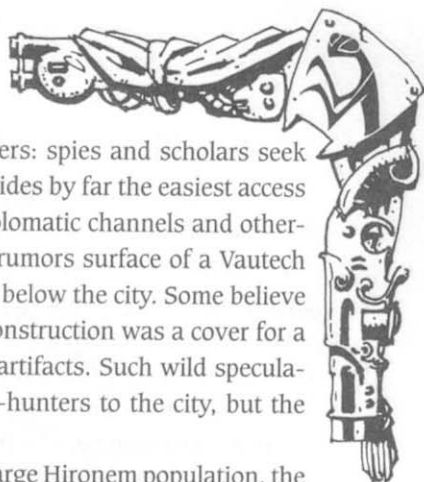 ers: spies and scholars seek
ides by far the easiest access
plomatic channels and other-
rumors surface of a Vautech
below the city. Some believe
onstruction was a cover for a
artifacts. Such wild specula-
-hunters to the city, but the
arge Hironem population, the